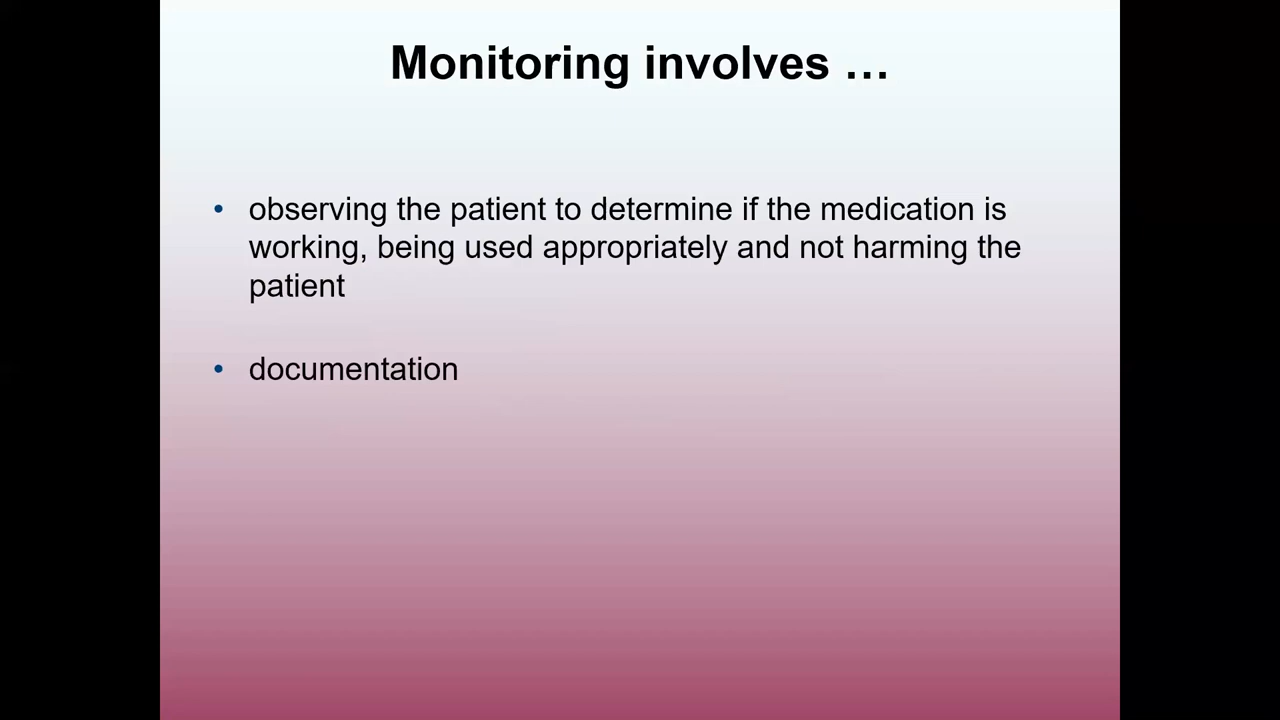 Monitoring involves …
• observing the patient to determine if the medication is
working, being used appropriately and not harming the
patient
• documentation